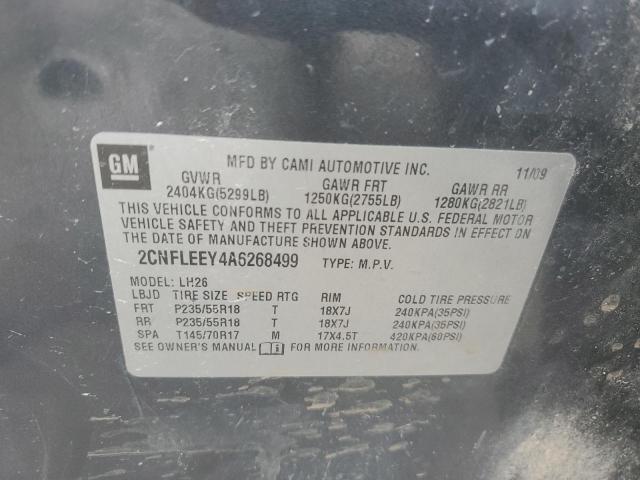 GM
MFD BY CAMI AUTOMOTIVE INC. 11/09
GVWR GAWR FRT GAWR RR
2404KG(5299LB) 1250KG(2755LB) 1280KG(2821LB)
THIS VEHICLE CONFORMS TO ALL APPLICABLE U.S. FEDERAL MOTOR
VEHICLE SAFETY AND THEFT PREVENTION STANDARDS IN EFFECT ON
THE DATE OF MANUFACTURE SHOWN ABOVE.
2CNFLEEY4A6268499 TYPE: M.P.V.
MODEL: LH26
LBJD TIRE SIZE SPEED RTG RIM COLD TIRE PRESSURE
FRT P235/55R18 T 18X7J 240KPA(35PSI)
RR P235/55R18 T 18X7J 240KPA(35PSI)
SPA T145/70R17 M 17X4.5T 420KPA(60PSI)
SEE OWNER'S MANUAL FOR MORE INFORMATION.